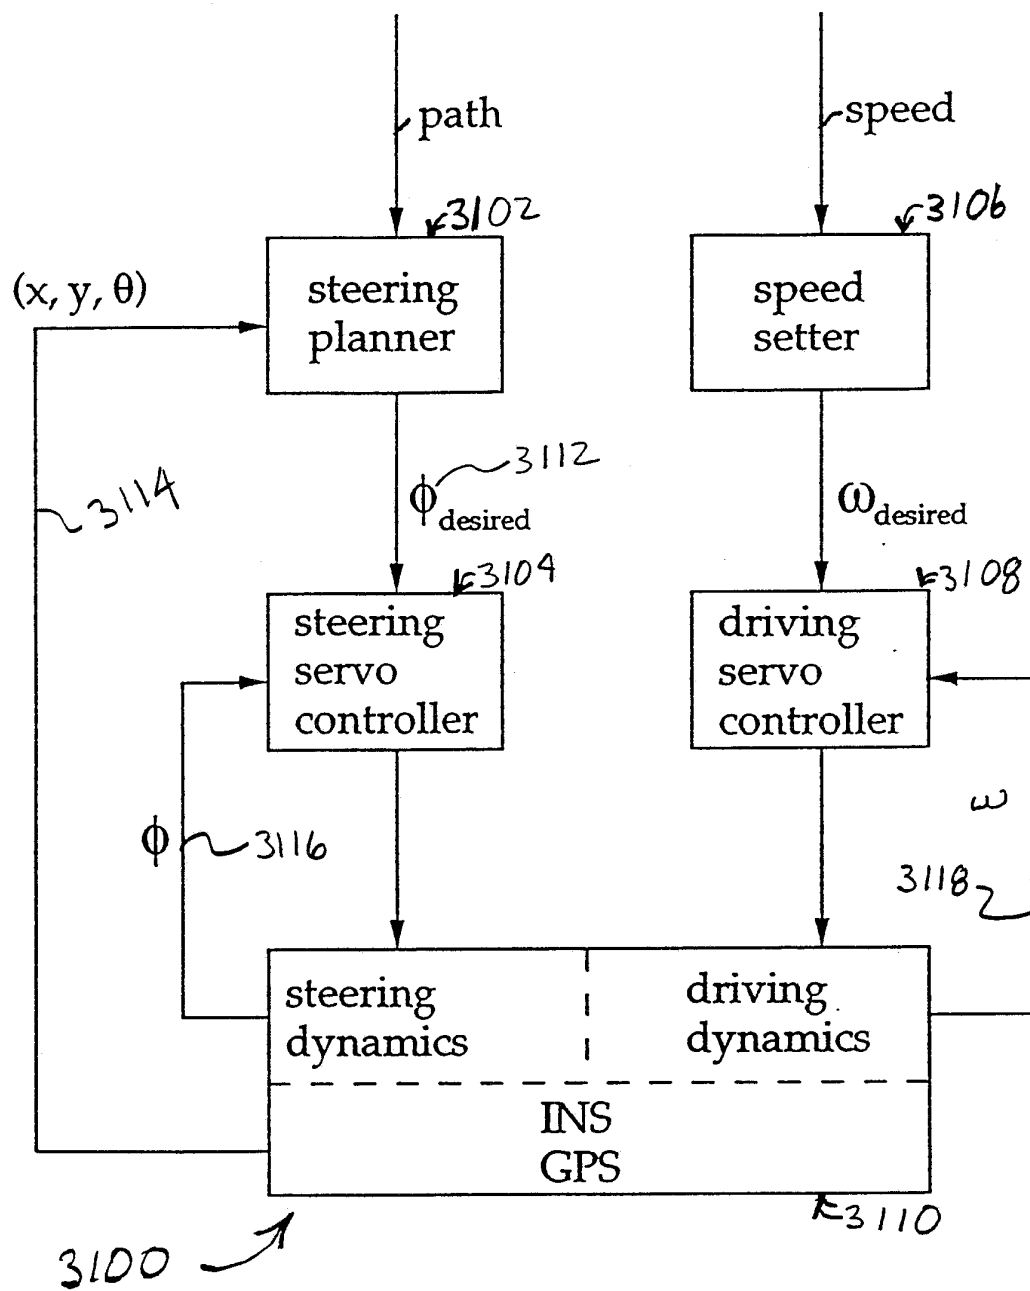 path
speed
3102
3106
(x, y, θ)
steering
planner
speed
setter
3112
3114
ϕdesired
ωdesired
3104
3108
steering
servo
controller
driving
servo
controller
ω
ϕ
3116
3118
steering
dynamics
driving
dynamics
INS
GPS
3110
3100